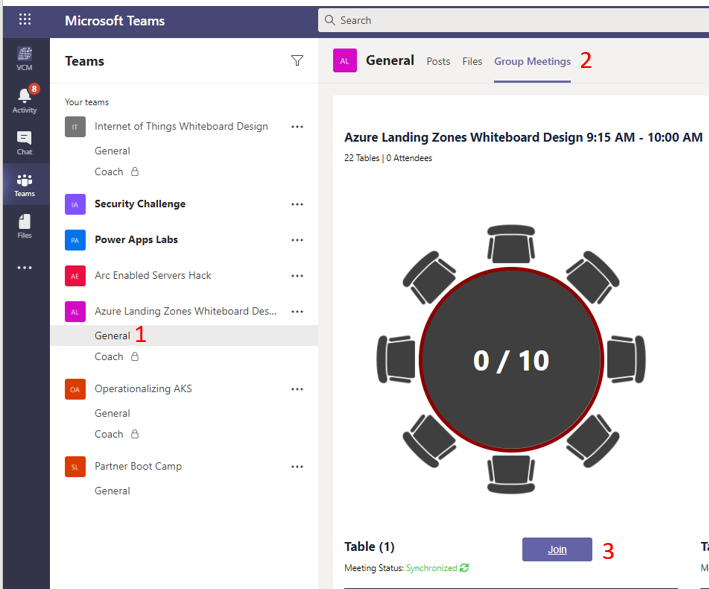 Microsoft Teams
Search
VCM
8
Activity
Chat
Teams
Files
Teams
Your teams
IT Internet of Things Whiteboard Design
General
Coach
IA Security Challenge
PA Power Apps Labs
AE Arc Enabled Servers Hack
AL Azure Landing Zones Whiteboard Des...
General 1
Coach
OA Operationalizing AKS
General
Coach
SL Partner Boot Camp
General
AL General Posts Files Group Meetings 2
Azure Landing Zones Whiteboard Design 9:15 AM - 10:00 AM
22 Tables | 0 Attendees
0 / 10
Table (1) Join 3
Meeting Status: Synchronized